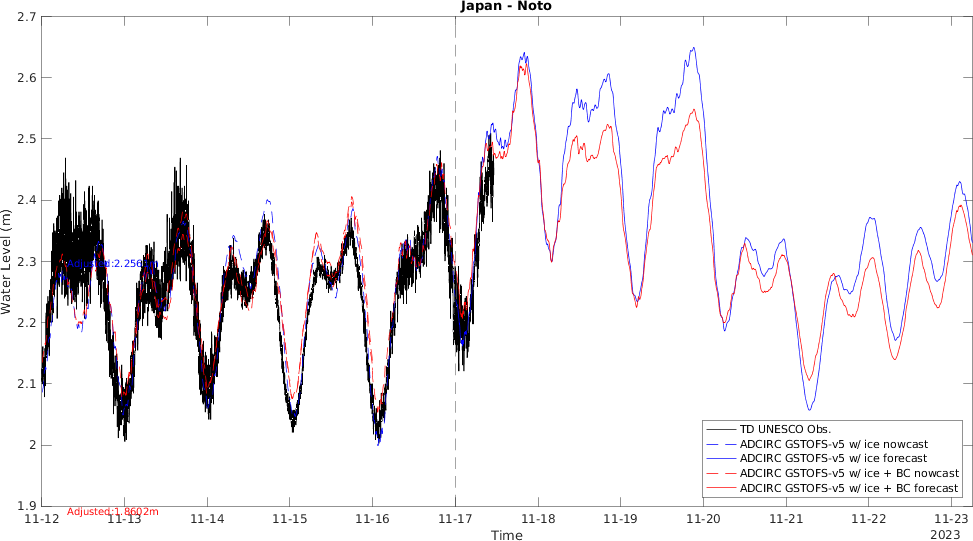 Japan - Noto
2.7
2.6
2.5
2.4
2.3
2.2
2.1
2
1.9
Water Level (m)
Adjusted:1.8602m
TD UNESCO Obs.
ADCIRC GSTOFS-v5 w/ ice nowcast
ADCIRC GSTOFS-v5 w/ ice forecast
ADCIRC GSTOFS-v5 w/ ice + BC nowcast
ADCIRC GSTOFS-v5 w/ ice + BC forecast
11-12 11-13 11-14 11-15 11-16 11-17 11-18 11-19 11-20 11-21 11-22 11-23
Time
2023